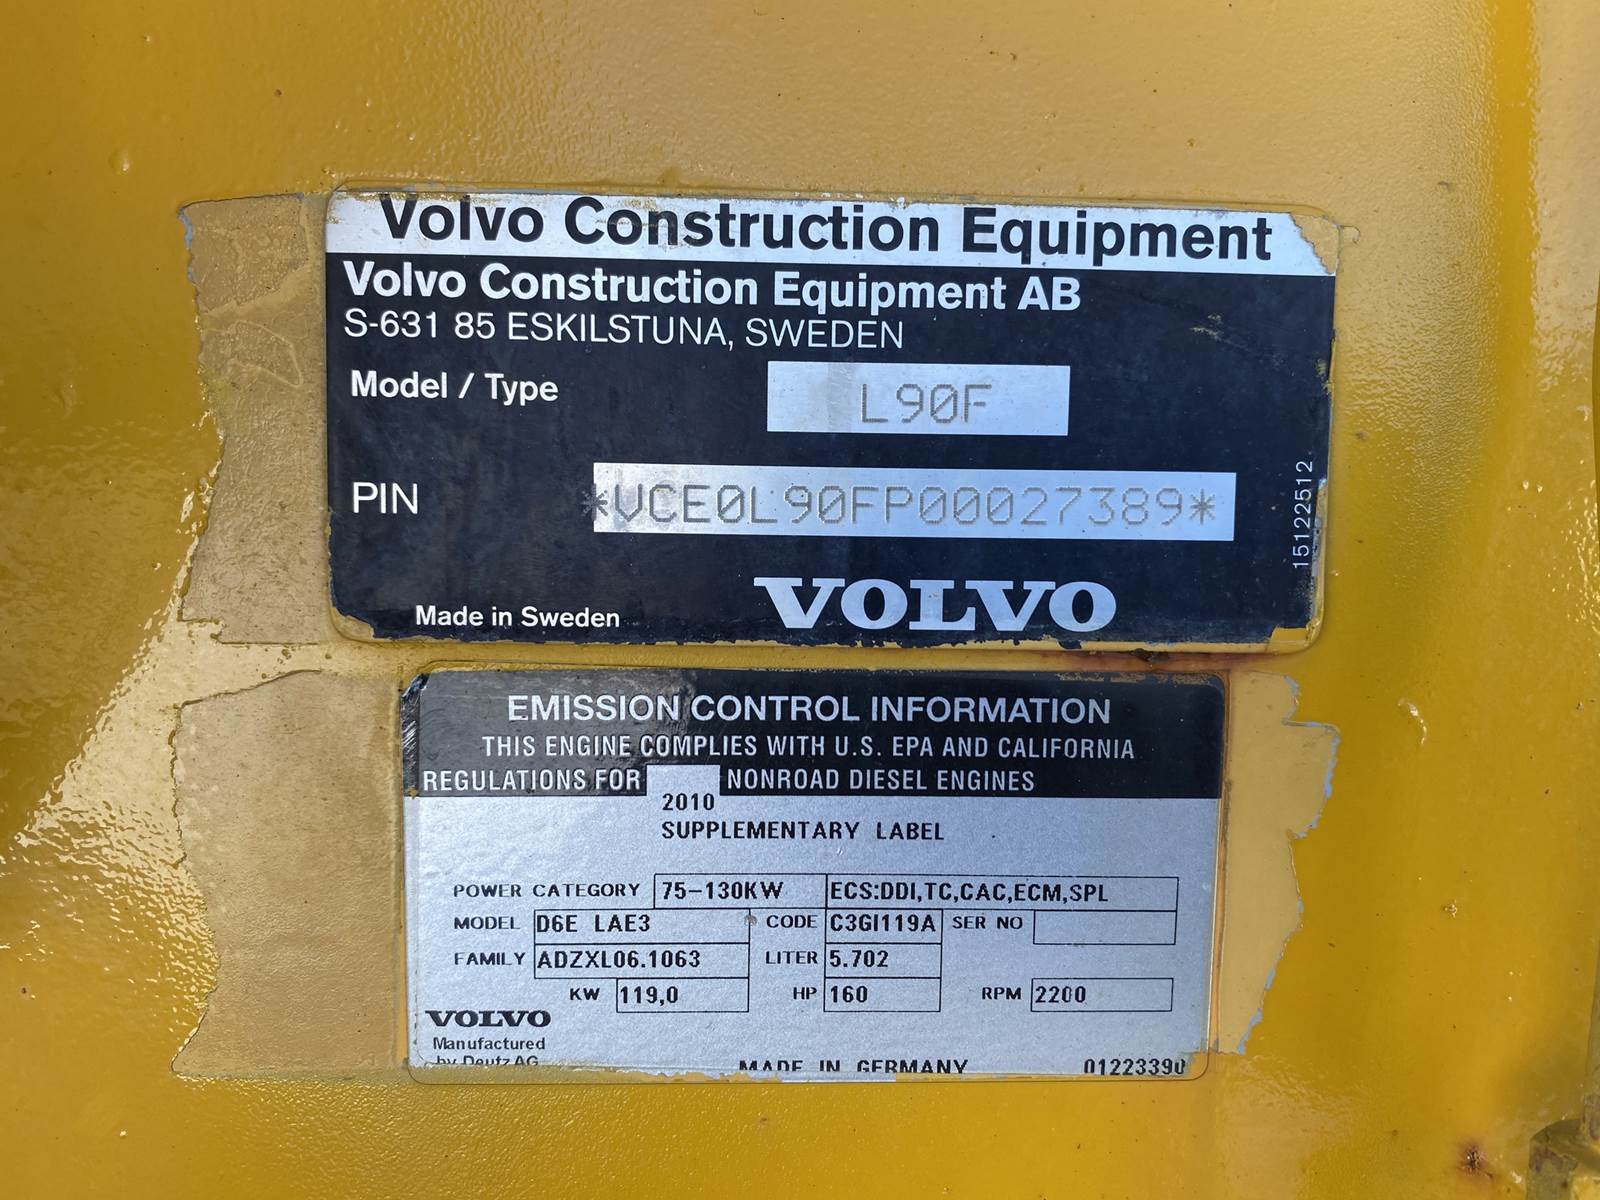 Volvo Construction Equipment
Volvo Construction Equipment AB
S-631 85 ESKILSTUNA, SWEDEN
Model / Type L90F
PIN *VCE0L90FP00027389*
15122512
Made in Sweden VOLVO
EMISSION CONTROL INFORMATION
THIS ENGINE COMPLIES WITH U.S. EPA AND CALIFORNIA
REGULATIONS FOR NONROAD DIESEL ENGINES
2010
SUPPLEMENTARY LABEL
POWER CATEGORY 75-130KW ECS:DDI,TC,CAC,ECM,SPL
MODEL D6E LAE3 CODE C3GI119A SER NO
FAMILY ADZXL06.1063 LITER 5.702
KW 119,0 HP 160 RPM 2200
VOLVO
Manufactured
by Deutz AG MADE IN GERMANY 01223390